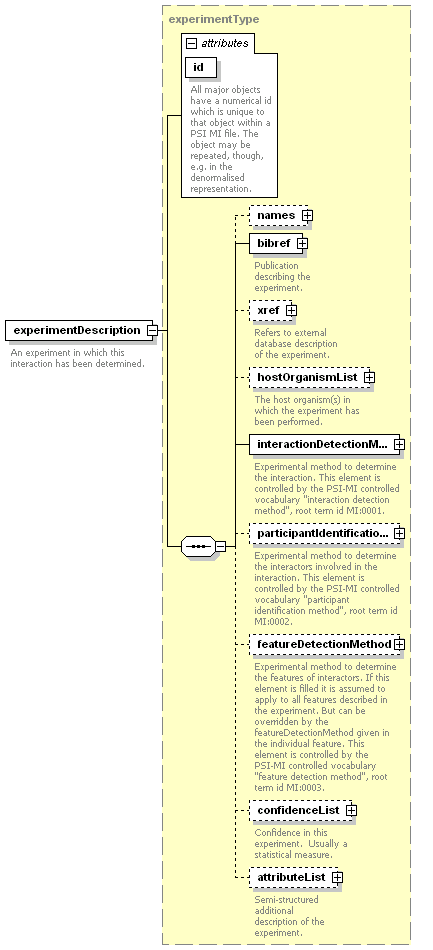 experimentType
attributes
id
All major objects
have a numerical id
which is unique to
that object within a
PSI MI file. The
object may be
repeated, though,
e.g. in the
denormalised
representation.
names
bibref
Publication
describing the
experiment.
xref
Refers to external
database description
of the experiment.
experimentDescription
An experiment in which this
interaction has been determined.
hostOrganismList
The host organism(s) in
which the experiment has
been performed.
interactionDetectionM...
Experimental method to determine
the interaction. This element is
controlled by the PSI-MI controlled
vocabulary "interaction detection
method", root term id MI:0001.
participantIdentificatio...
Experimental method to determine
the interactors involved in the
interaction. This element is
controlled by the PSI-MI controlled
vocabulary "participant
identification method", root term id
MI:0002.
featureDetectionMethod
Experimental method to determine
the features of interactors. If this
element is filled it is assumed to
apply to all features described in
the experiment. But can be
overridden by the
featureDetectionMethod given in
the individual feature. This
element is controlled by the
PSI-MI controlled vocabulary
"feature detection method", root
term id MI:0003.
confidenceList
Confidence in this
experiment.  Usually a
statistical measure.
attributeList
Semi-structured
additional
description of the
experiment.